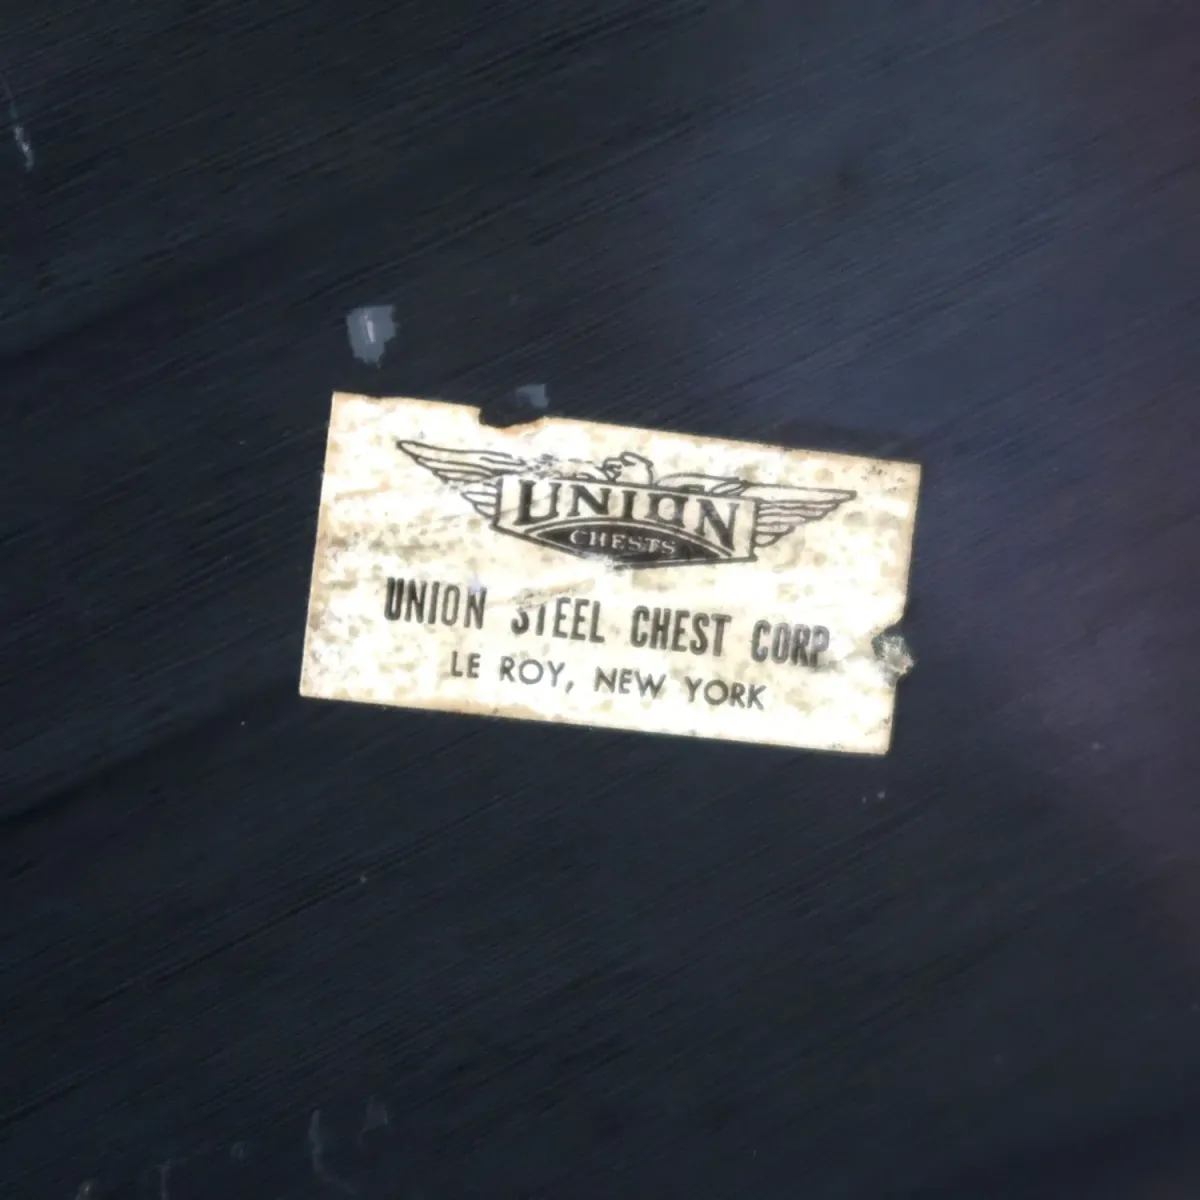 UNION
CHESTS
UNION STEEL CHEST CORP
LE ROY, NEW YORK